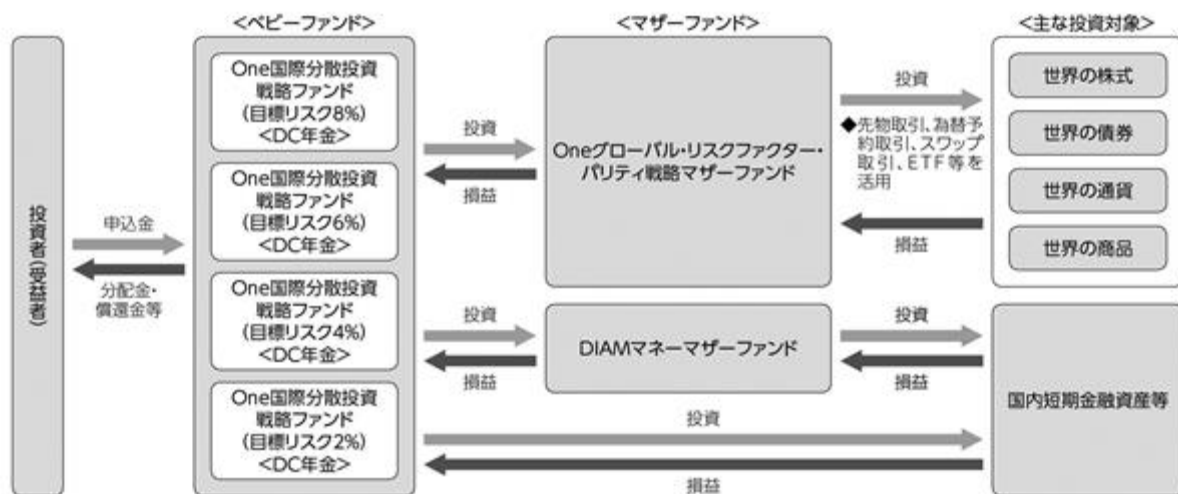 <ベビーファンド>
<マザーファンド>
<主な投資対象>
投資者(受益者)
申込金
分配金・
償還金等
One国際分散投資
戦略ファンド
(目標リスク8%)
<DC年金>
One国際分散投資
戦略ファンド
(目標リスク6%)
<DC年金>
One国際分散投資
戦略ファンド
(目標リスク4%)
<DC年金>
One国際分散投資
戦略ファンド
(目標リスク2%)
<DC年金>
投資
損益
Oneグローバル・リスクファクター・
パリティ戦略マザーファンド
投資
◆先物取引、為替予
約取引、スワップ
取引、ETF等を
活用
損益
世界の株式
世界の債券
世界の通貨
世界の商品
投資
損益
DIAMマネーマザーファンド
投資
損益
国内短期金融資産等
投資
損益